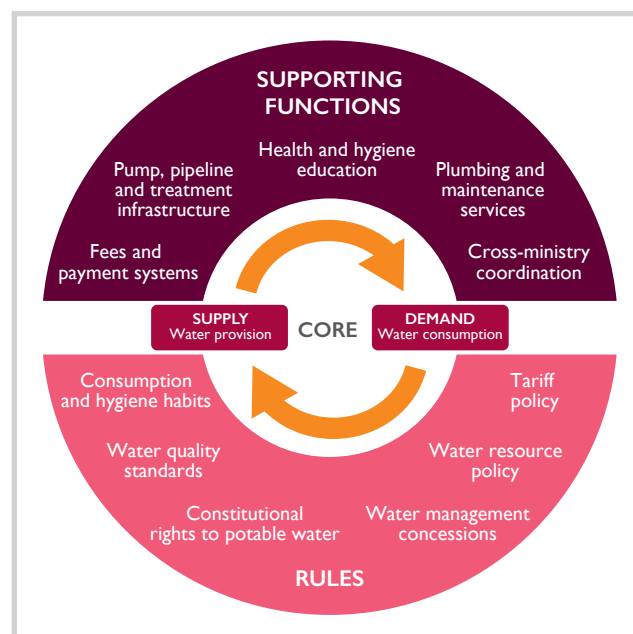 SUPPORTING
FUNCTIONS
Health and hygiene
education
Pump, pipeline
and treatment
infrastructure
Plumbing and
maintenance
services
Fees and
payment systems
Cross-ministry
coordination
SUPPLY
Water provision
CORE
DEMAND
Water consumption
Consumption
and hygiene habits
Tariff
policy
Water quality
standards
Water resource
policy
Constitutional
rights to potable water
Water management
concessions
RULES